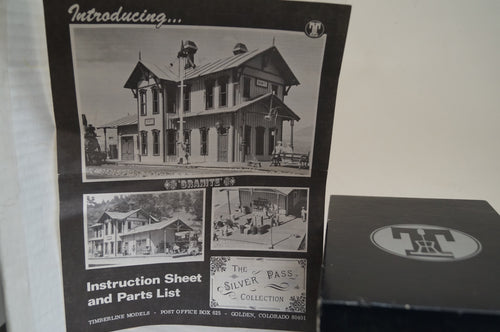 Introducing...
"GRANITE"
Instruction Sheet
and Parts List
THE
SILVER PASS
COLLECTION
TIMBERLINE MODELS - POST OFFICE BOX 625 - GOLDEN, COLORADO 80401